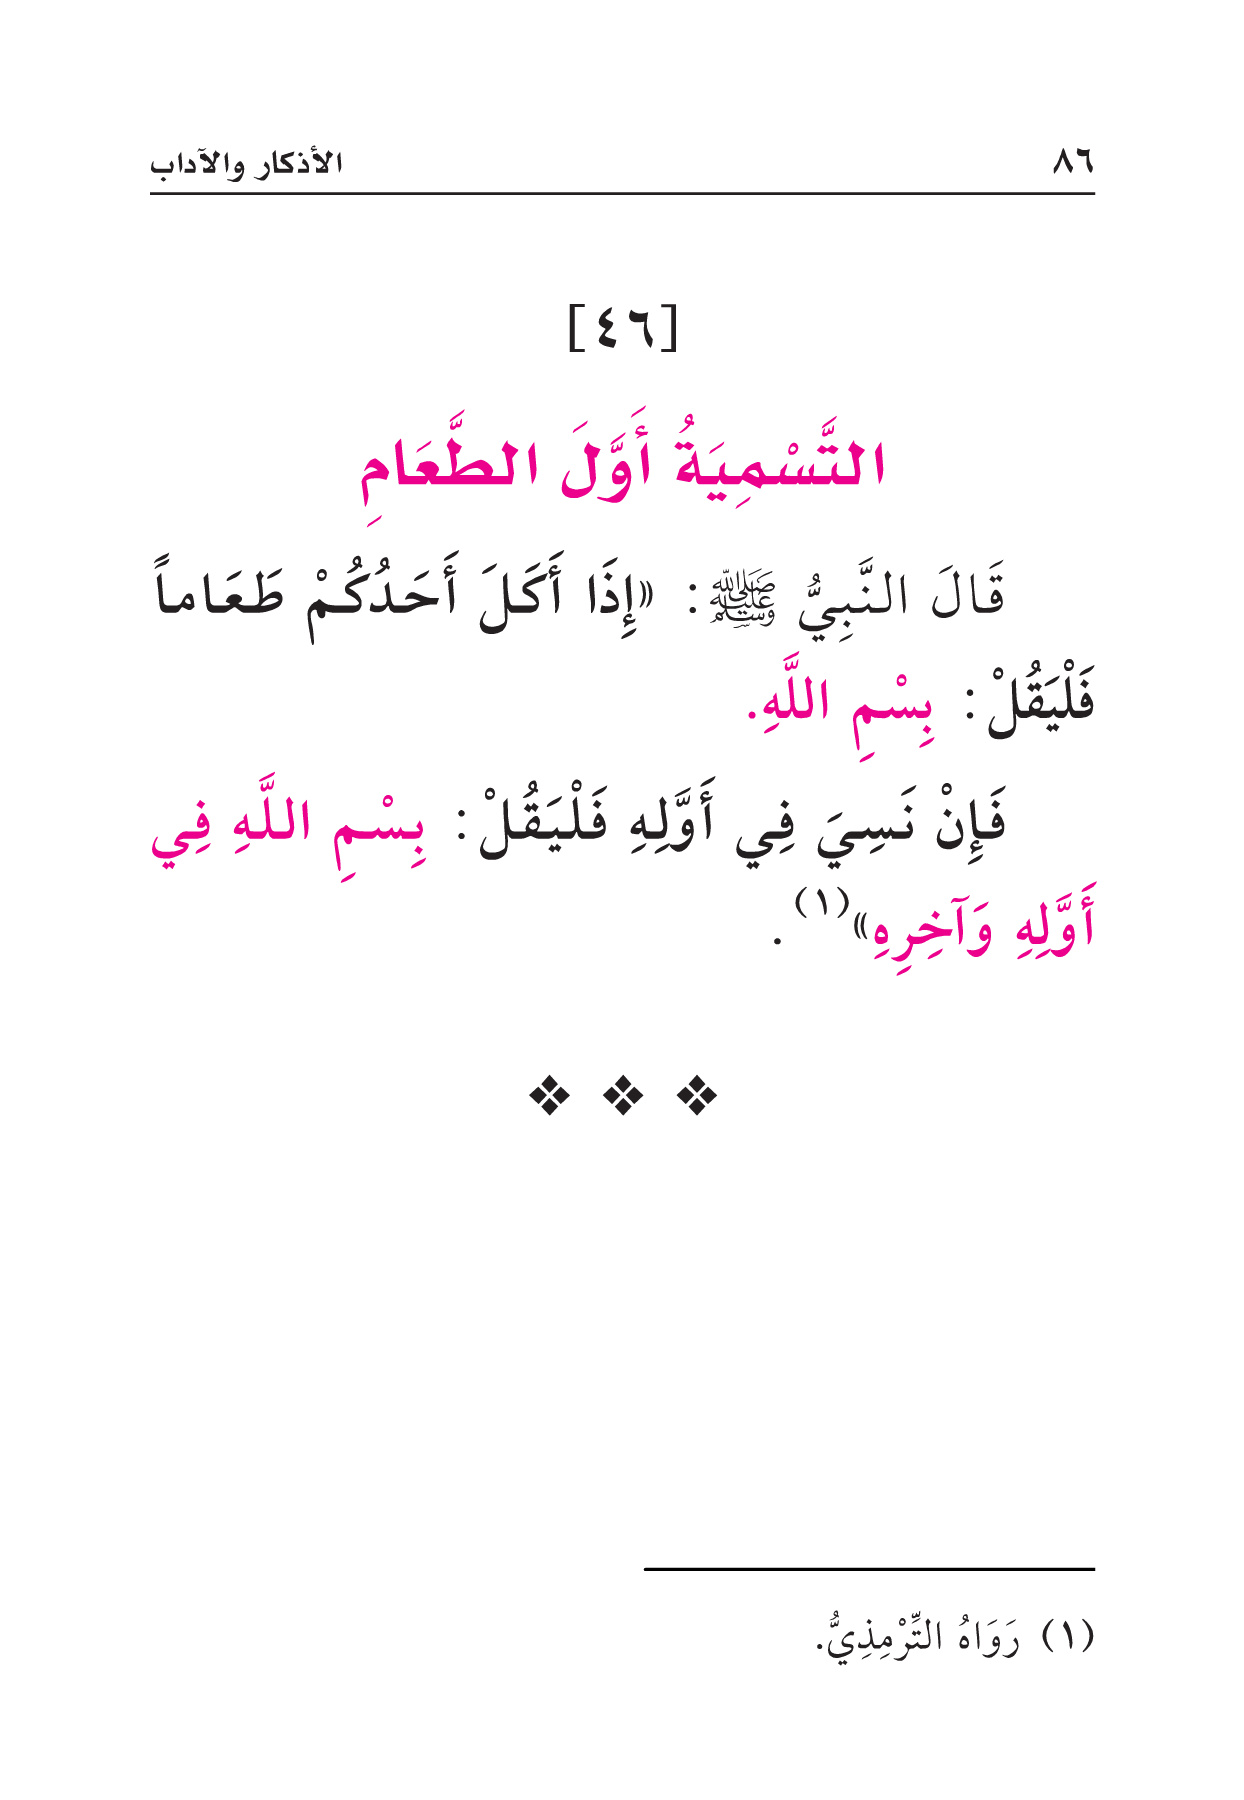 ٨٦ الأذكار والآداب
[٤٦]
التَّسْمِيَةُ أَوَّلَ الطَّعَامِ
قَالَ النَّبِيُّ ﷺ: «إِذَا أَكَلَ أَحَدُكُمْ طَعَاماً
فَلْيَقُلْ: بِسْمِ اللَّهِ.
فَإِنْ نَسِيَ فِي أَوَّلِهِ فَلْيَقُلْ: بِسْمِ اللَّهِ فِي
أَوَّلِهِ وَآخِرِهِ»(١).
(١) رَوَاهُ التِّرْمِذِيُّ.